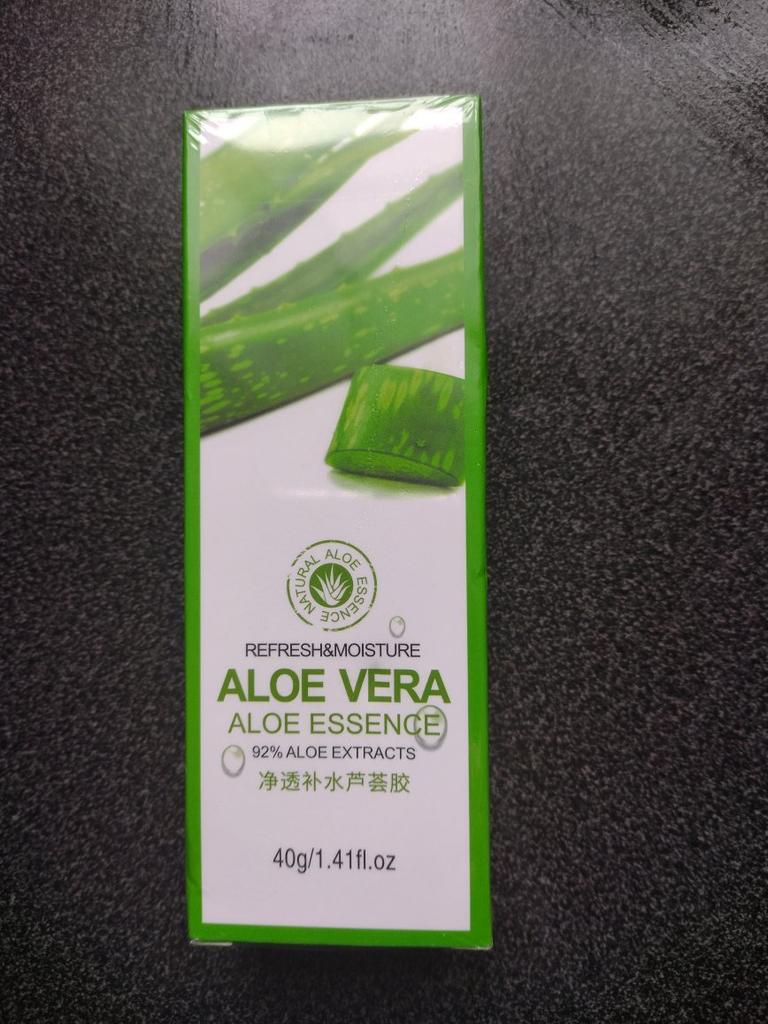 NATURAL ALOE ESSENCE
REFRESH&MOISTURE
ALOE VERA
ALOE ESSENCE
92% ALOE EXTRACTS
净透补水芦荟胶
40g/1.41fl.oz